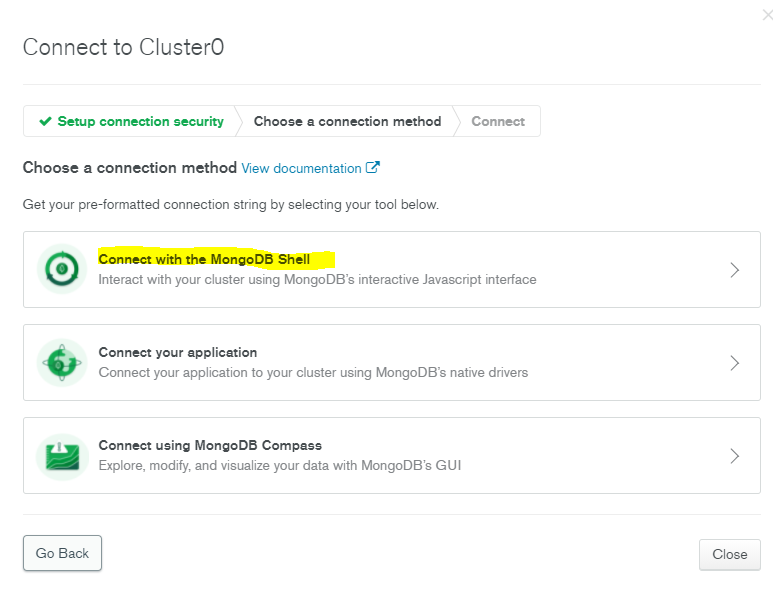 Connect to Cluster0
Setup connection security Choose a connection method Connect
Choose a connection method View documentation
Get your pre-formatted connection string by selecting your tool below.
Connect with the MongoDB Shell
Interact with your cluster using MongoDB's interactive Javascript interface
Connect your application
Connect your application to your cluster using MongoDB's native drivers
Connect using MongoDB Compass
Explore, modify, and visualize your data with MongoDB's GUI
Go Back Close